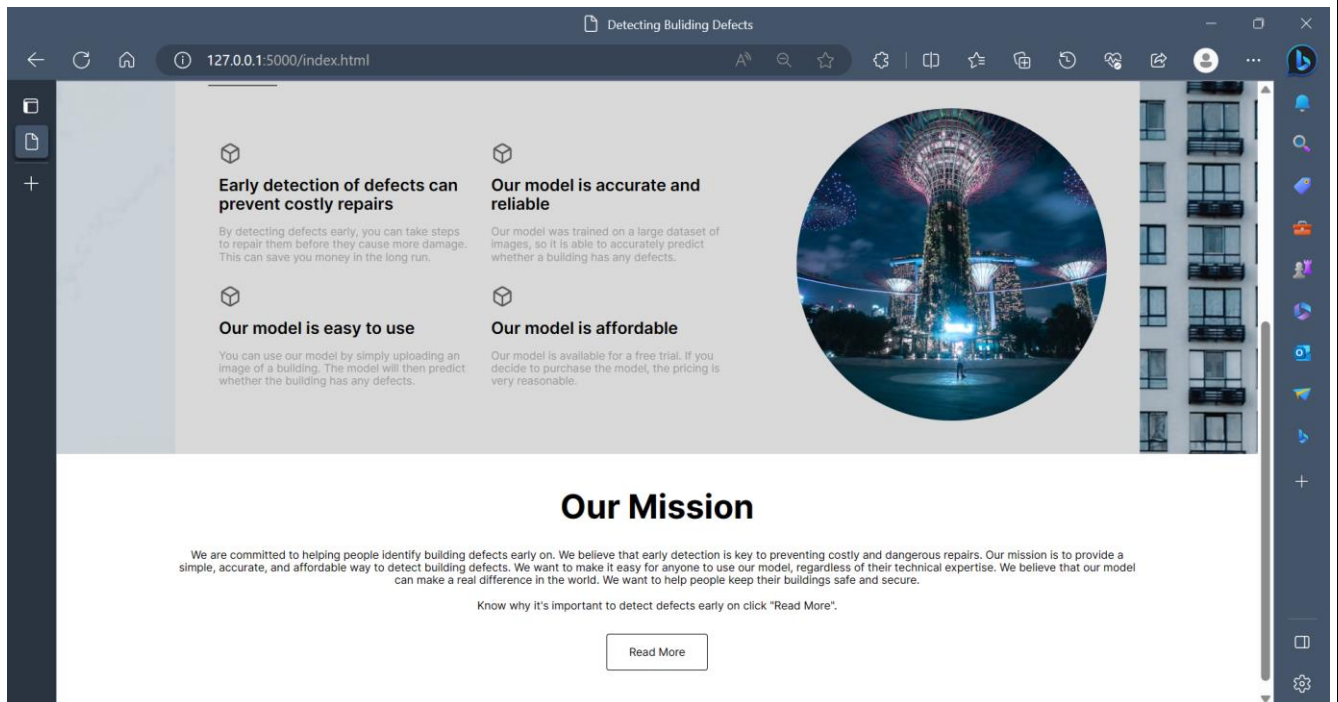 Detecting Buliding Defects
127.0.0.1:5000/index.html
Early detection of defects can
prevent costly repairs
By detecting defects early, you can take steps
to repair them before they cause more damage.
This can save you money in the long run.
Our model is accurate and
reliable
Our model was trained on a large dataset of
images, so it is able to accurately predict
whether a building has any defects.
Our model is easy to use
You can use our model by simply uploading an
image of a building. The model will then predict
whether the building has any defects.
Our model is affordable
Our model is available for a free trial. If you
decide to purchase the model, the pricing is
very reasonable.
Our Mission
We are committed to helping people identify building defects early on. We believe that early detection is key to preventing costly and dangerous repairs. Our mission is to provide a
simple, accurate, and affordable way to detect building defects. We want to make it easy for anyone to use our model, regardless of their technical expertise. We believe that our model
can make a real difference in the world. We want to help people keep their buildings safe and secure.
Know why it's important to detect defects early on click "Read More".
Read More